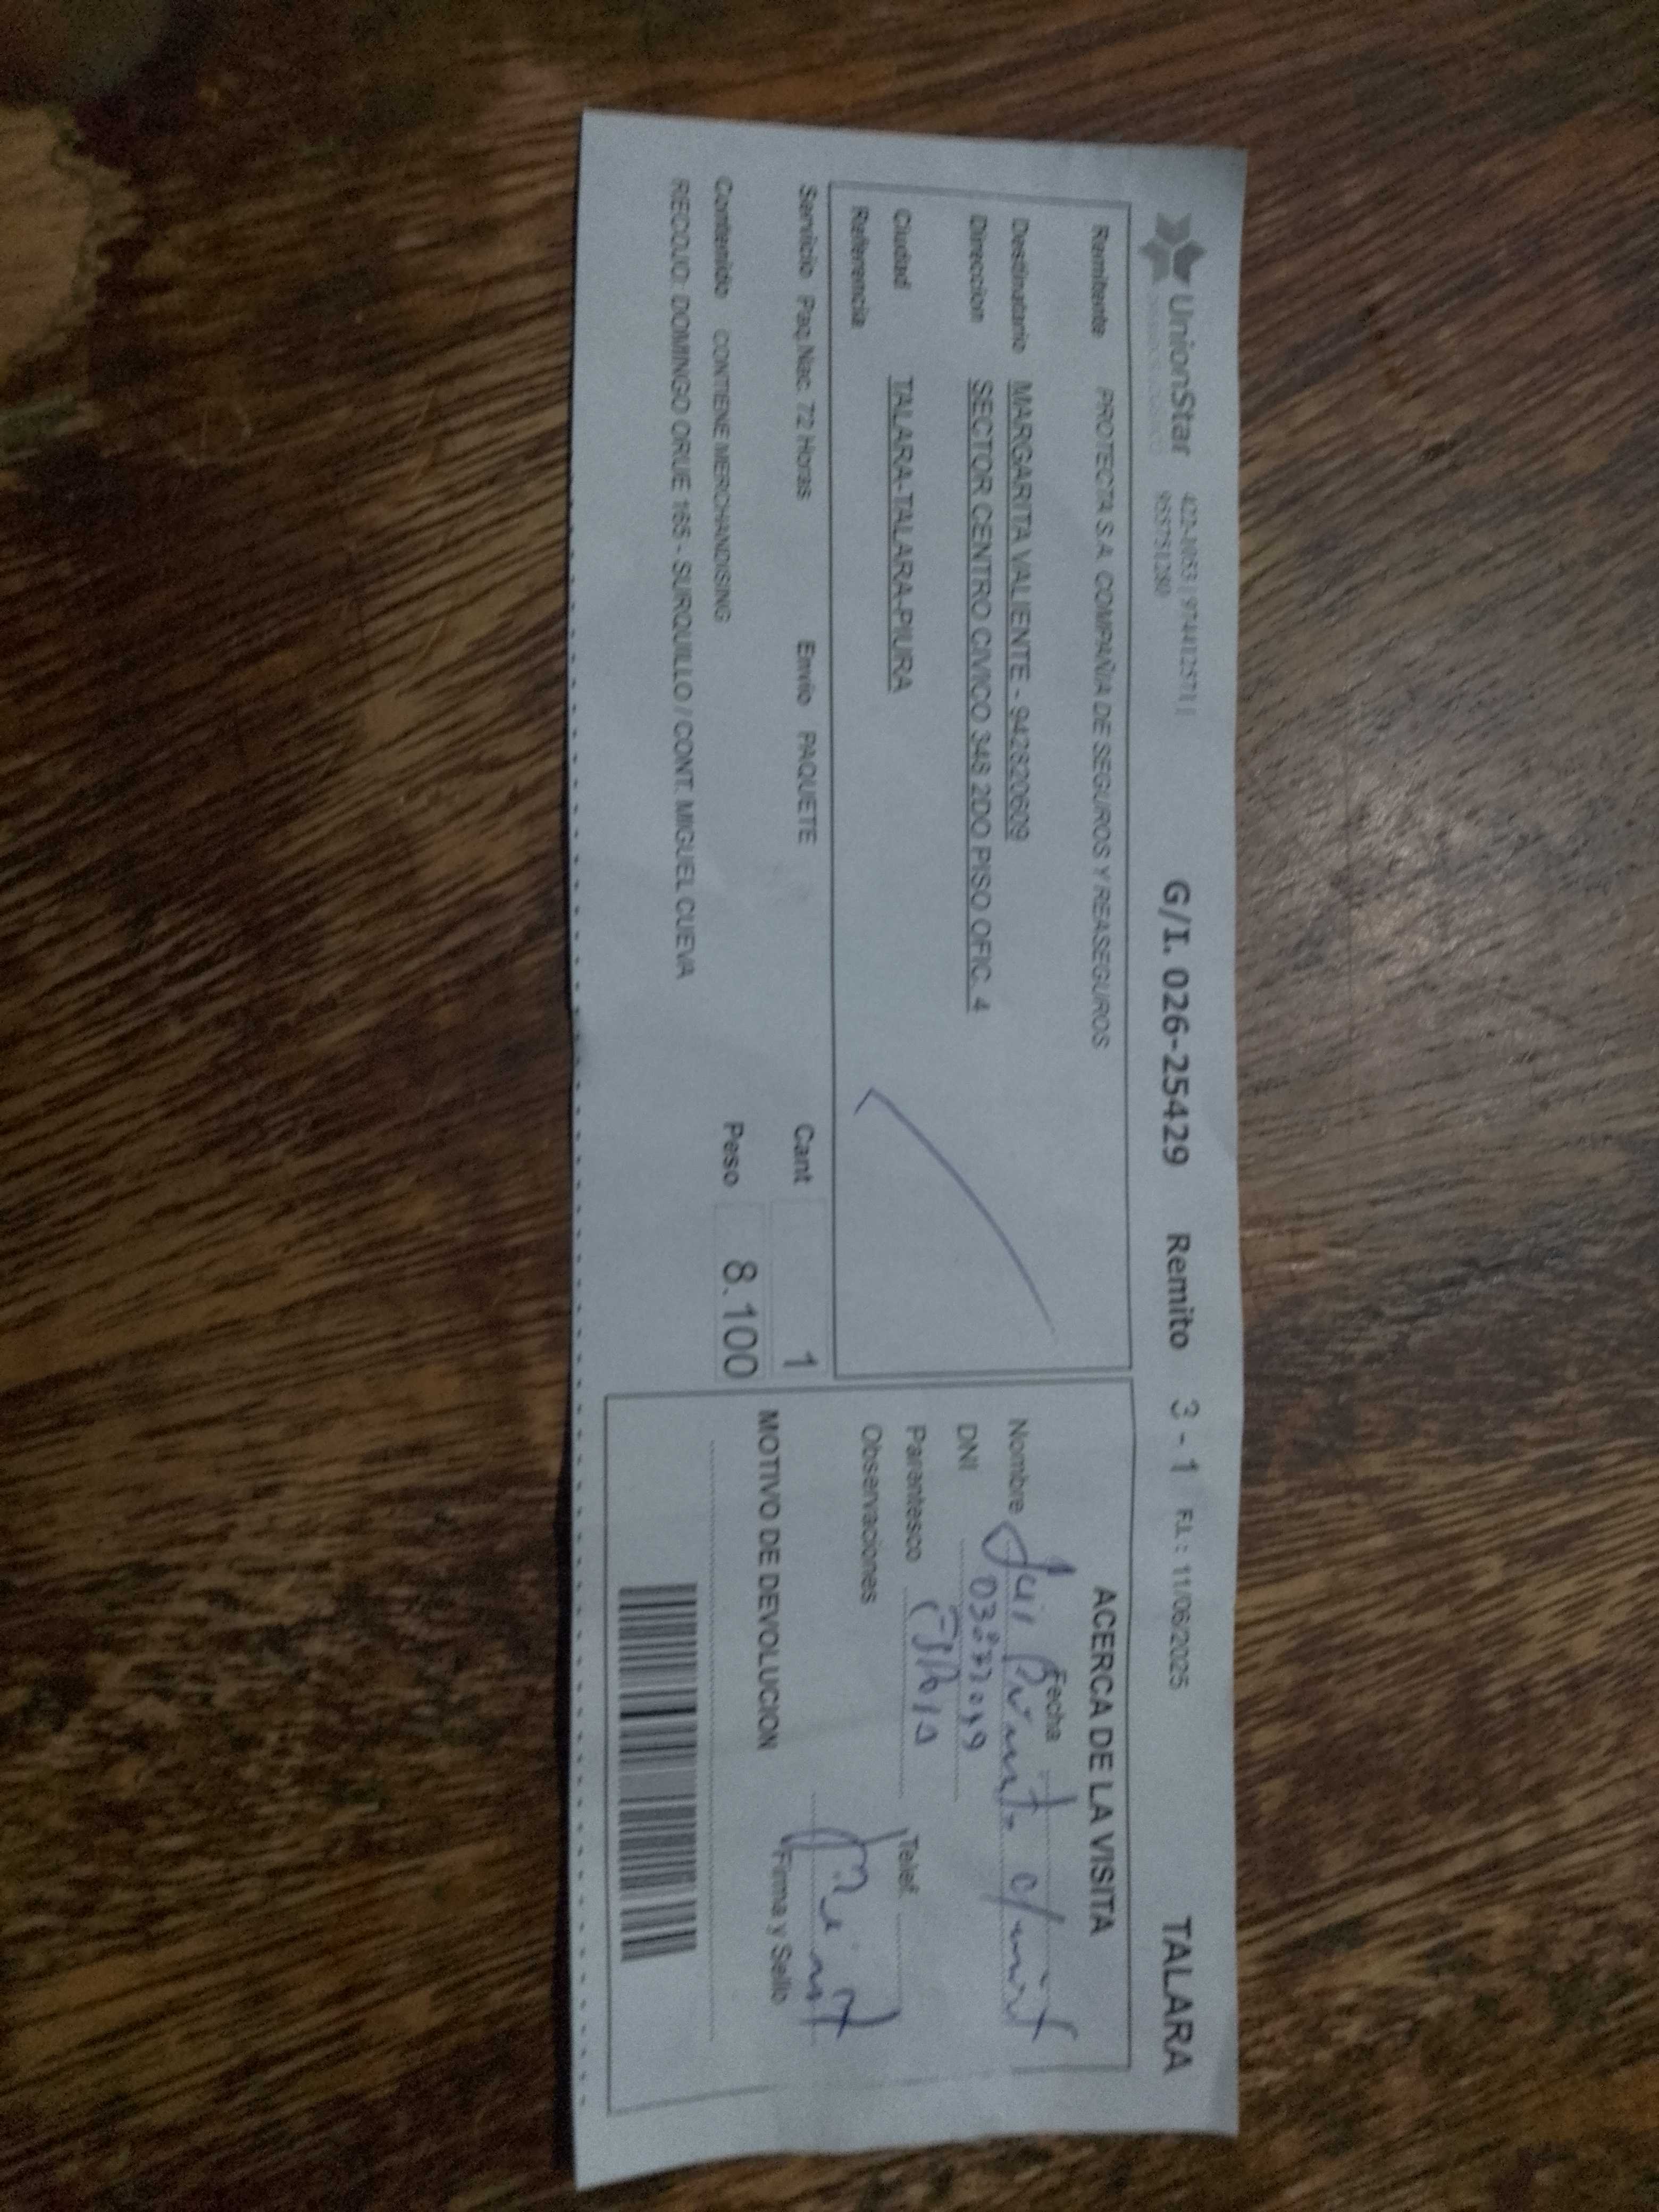 UnionStar
G/I. 026-25429 Remito 3 - 1 F.I.: 11/06/2025 TALARA
Remitente PROTECTA S.A. COMPAÑIA DE SEGUROS Y REASEGUROS
Destinatario MARGARITA VALIENTE - 942820609
Direccion SECTOR CENTRO CIVICO 348 2DO PISO OFIC. 4
Ciudad TALARA-TALARA-PIURA
Referencia
Servicio Paq.Nac. 72 Horas Envio PAQUETE Cant 1
Contenido CONTIENE MERCHANDISING Peso 8.100
RECOJO: DOMINGO ORUE 165 - SURQUILLO / CONT. MIGUEL CUEVA
ACERCA DE LA VISITA
Fecha
Nombre
DNI
Parentesco Telef.
Observaciones
Firma y Sello
MOTIVO DE DEVOLUCION